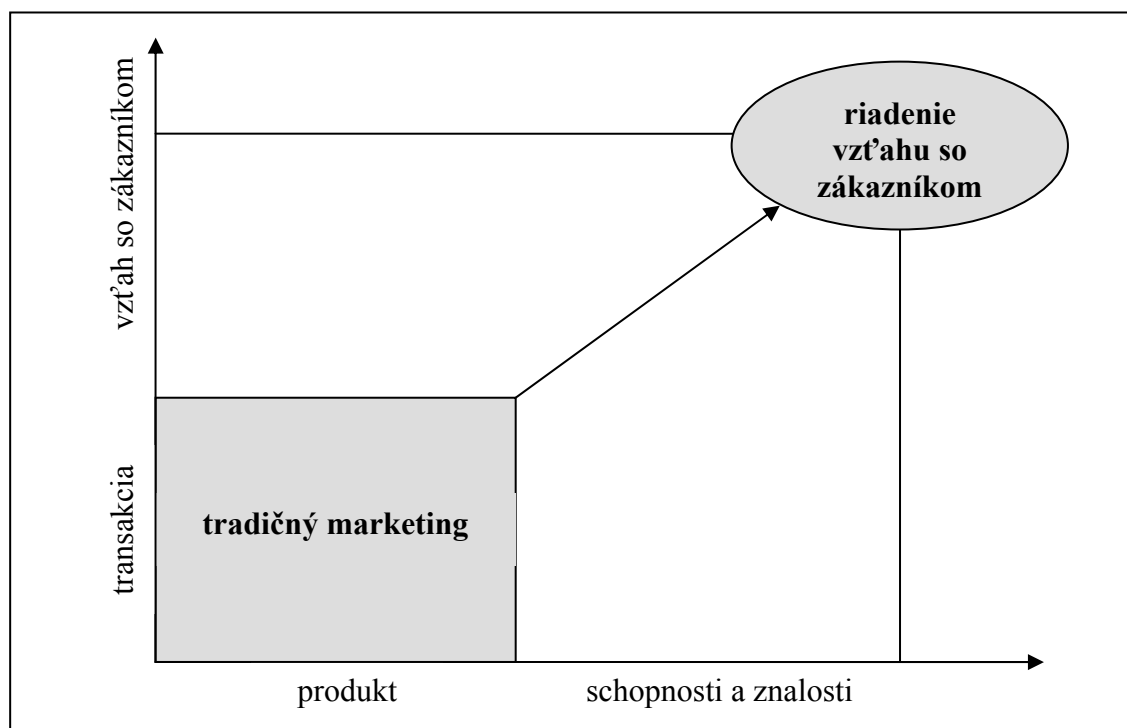 vzťah so zákazníkom
riadenie
vzťahu so
zákazníkom
transakcia
tradičný marketing
produkt
schopnosti a znalosti